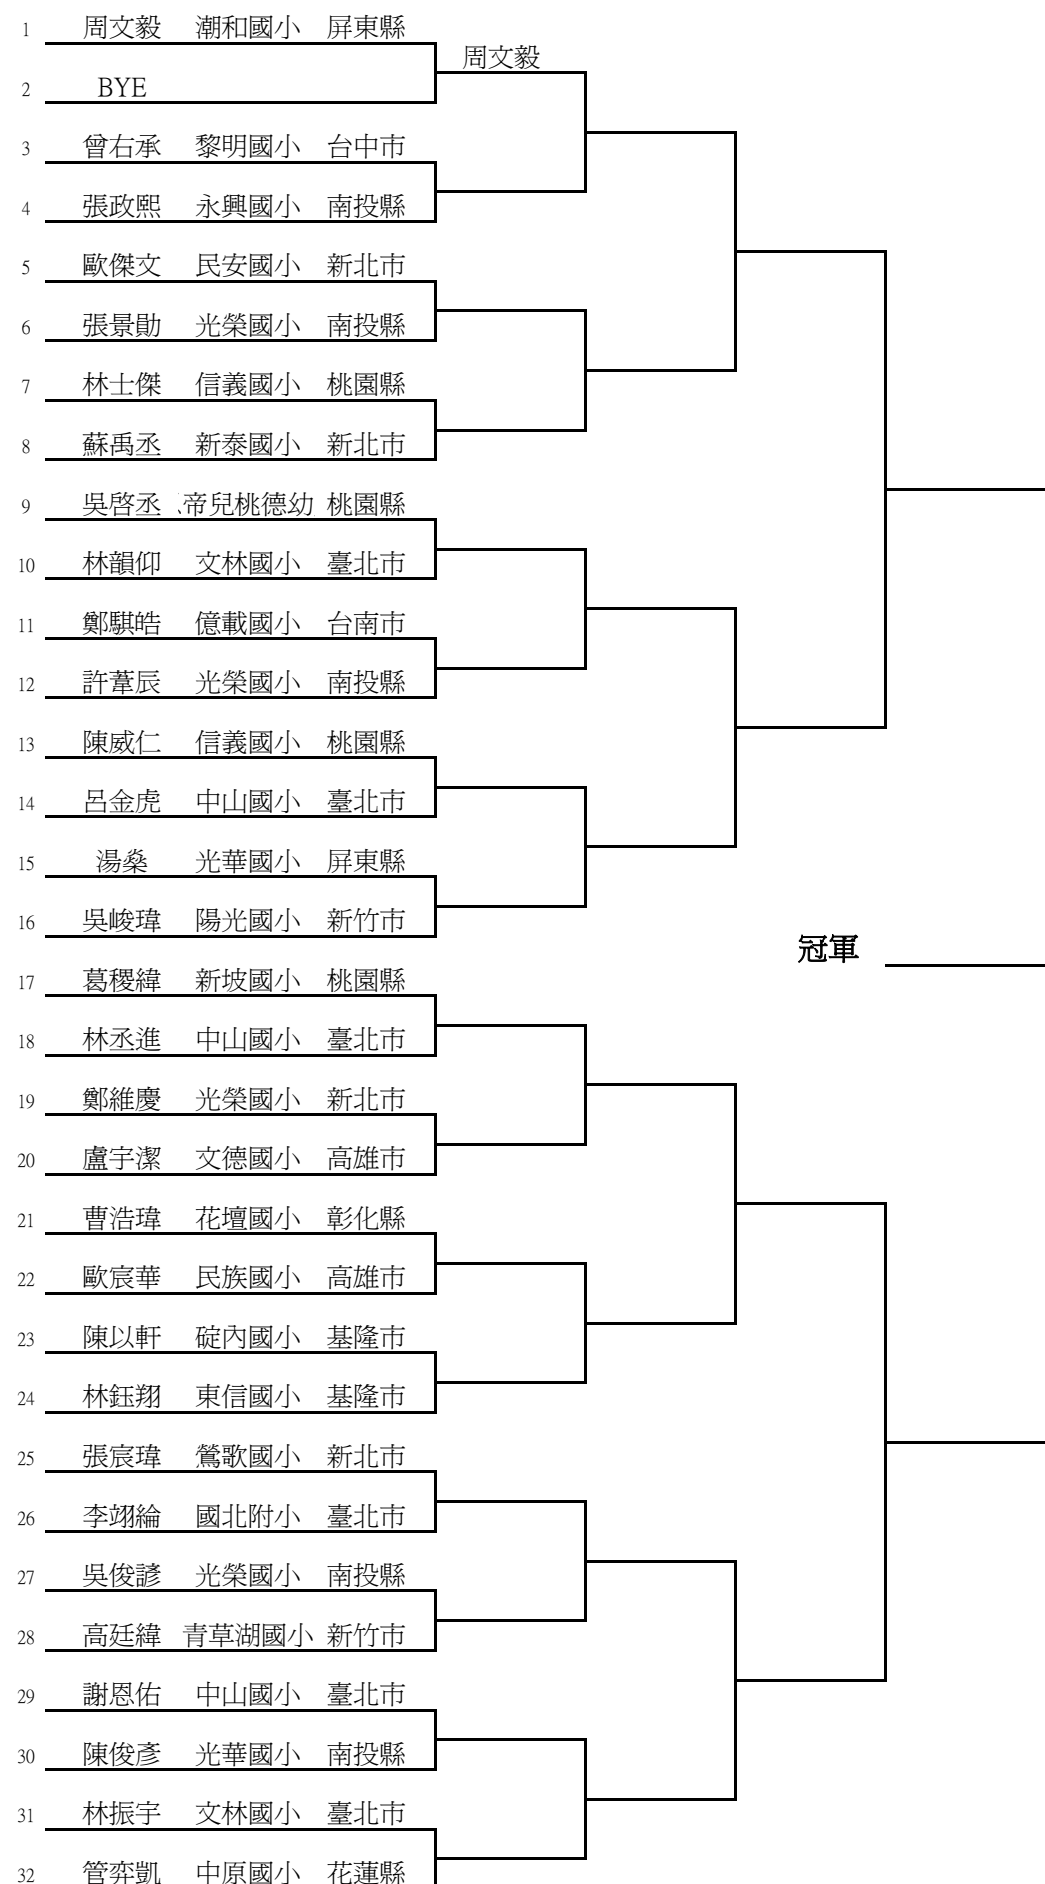 1 周文毅 潮和國小 屏東縣
周文毅
2 BYE
3 曾右承 黎明國小 台中市
4 張政熙 永興國小 南投縣
5 歐傑文 民安國小 新北市
6 張景勛 光榮國小 南投縣
7 林士傑 信義國小 桃園縣
8 蘇禹丞 新泰國小 新北市
9 吳啓丞 帝兒桃德幼 桃園縣
10 林韻仰 文林國小 臺北市
11 鄭騏皓 億載國小 台南市
12 許葦辰 光榮國小 南投縣
13 陳威仁 信義國小 桃園縣
14 呂金虎 中山國小 臺北市
15 湯燊 光華國小 屏東縣
16 吳峻瑋 陽光國小 新竹市
冠軍
17 葛稷緯 新坡國小 桃園縣
18 林丞進 中山國小 臺北市
19 鄭維慶 光榮國小 新北市
20 盧宇潔 文德國小 高雄市
21 曹浩瑋 花壇國小 彰化縣
22 歐宸華 民族國小 高雄市
23 陳以軒 碇內國小 基隆市
24 林鈺翔 東信國小 基隆市
25 張宸瑋 鶯歌國小 新北市
26 李翊綸 國北附小 臺北市
27 吳俊諺 光榮國小 南投縣
28 高廷緯 青草湖國小 新竹市
29 謝恩佑 中山國小 臺北市
30 陳俊彥 光華國小 南投縣
31 林振宇 文林國小 臺北市
32 管弈凱 中原國小 花蓮縣